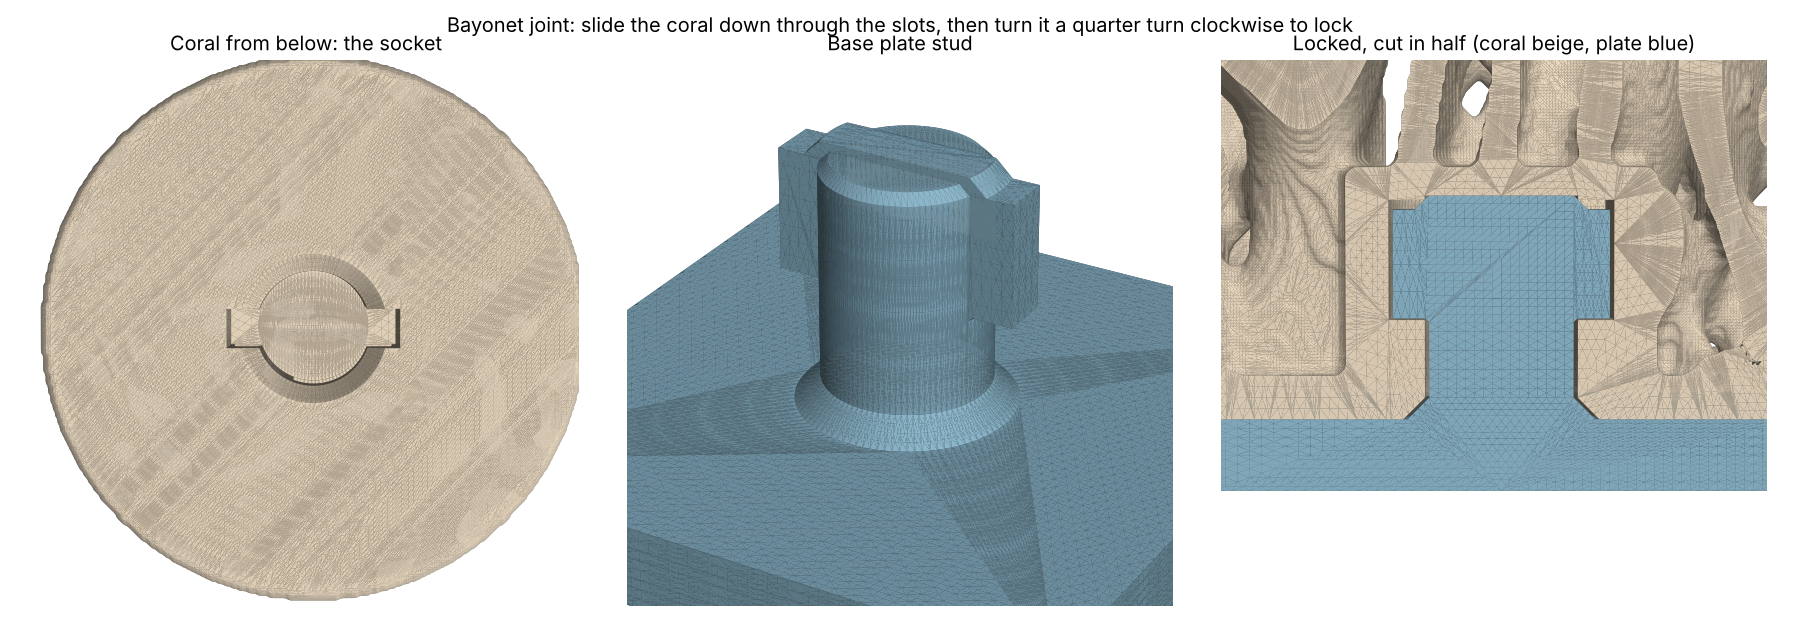 Bayonet joint: slide the coral down through the slots, then turn it a quarter turn clockwise to lock
Coral from below: the socket
Base plate stud
Locked, cut in half (coral beige, plate blue)